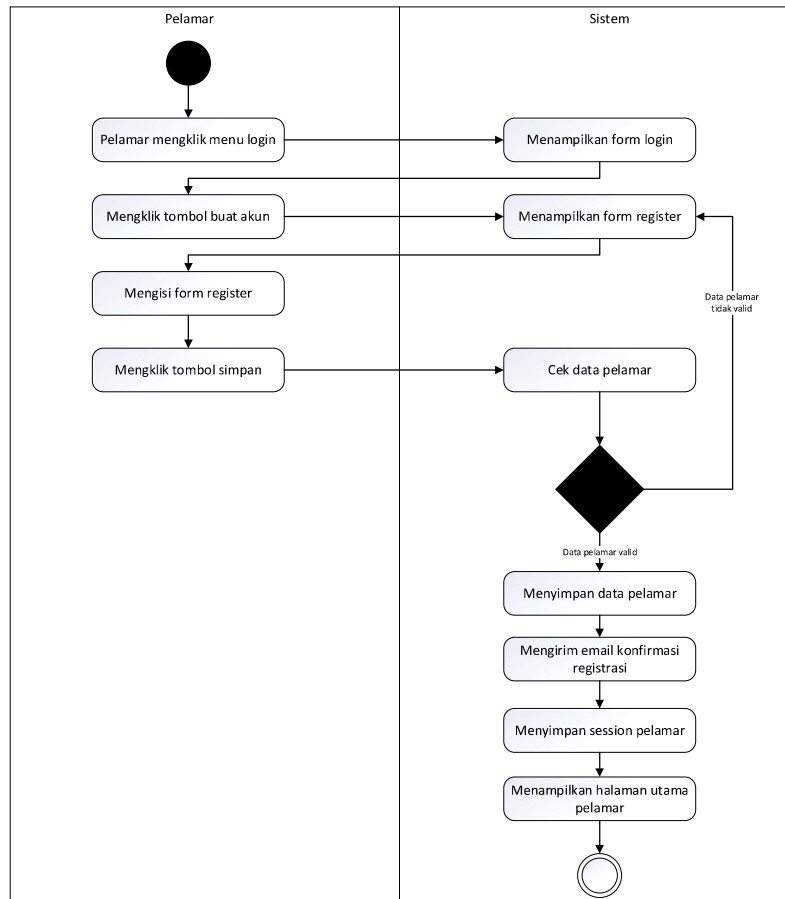 Pelamar
Sistem
Pelamar mengklik menu login
Menampilkan form login
Mengklik tombol buat akun
Menampilkan form register
Mengisi form register
Data pelamar
tidak valid
Mengklik tombol simpan
Cek data pelamar
Data pelamar valid
Menyimpan data pelamar
Mengirim email konfirmasi
registrasi
Menyimpan session pelamar
Menampilkan halaman utama
pelamar